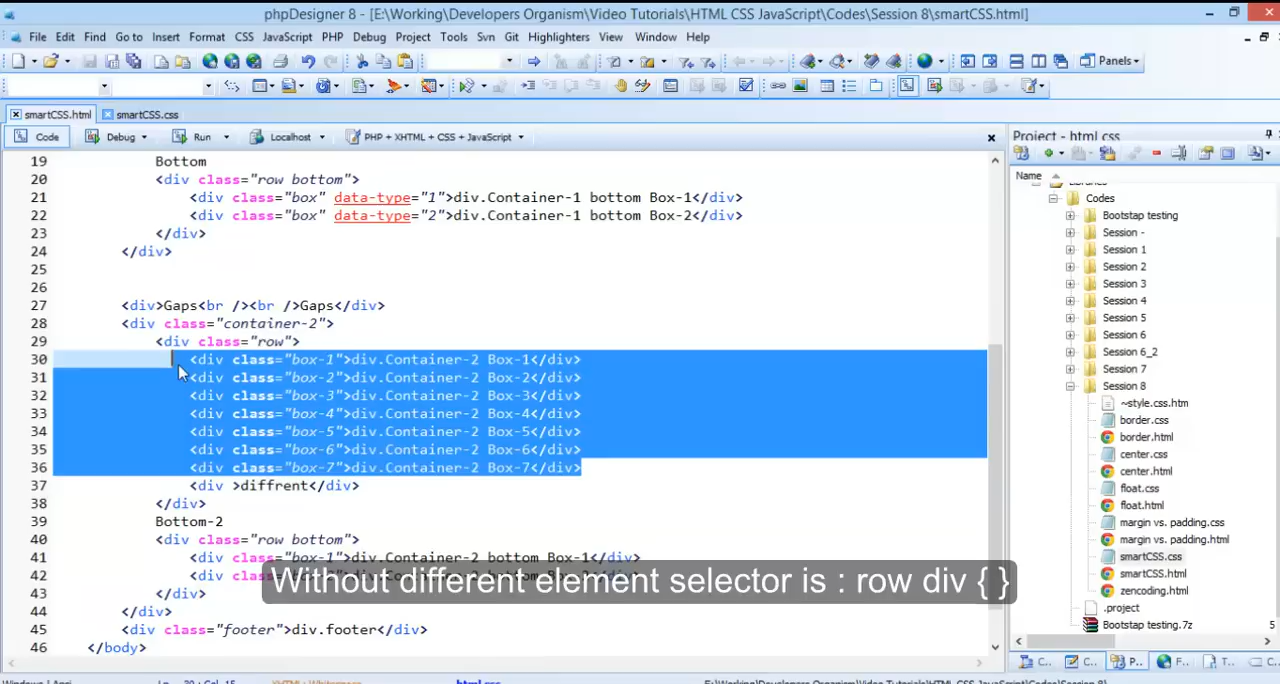 phpDesigner 8 - [E:\Working\Developers Organism\Video Tutorials\HTML CSS JavaScript\Codes\Session 8\smartCSS.html]
File Edit Find Go to Insert Format CSS JavaScript PHP Debug Project Tools Svn Git Highlighters View Window Help
Panels
smartCSS.html smartCSS.css
Code Debug Run Localhost PHP + XHTML + CSS + JavaScript
19 Bottom
20 <div class="row bottom">
21 <div class="box" data-type="1">div.Container-1 bottom Box-1</div>
22 <div class="box" data-type="2">div.Container-1 bottom Box-2</div>
23 </div>
24 </div>
25
26
27 <div>Gaps<br /><br />Gaps</div>
28 <div class="container-2">
29 <div class="row">
30 <div class="box-1">div.Container-2 Box-1</div>
31 <div class="box-2">div.Container-2 Box-2</div>
32 <div class="box-3">div.Container-2 Box-3</div>
33 <div class="box-4">div.Container-2 Box-4</div>
34 <div class="box-5">div.Container-2 Box-5</div>
35 <div class="box-6">div.Container-2 Box-6</div>
36 <div class="box-7">div.Container-2 Box-7</div>
37 <div >diffrent</div>
38 </div>
39 Bottom-2
40 <div class="row bottom">
41 <div class="box-1">div.Container-2 bottom Box-1</div>
42 <div
43 </div>
44 </div>
45 <div class="footer">div.footer</div>
46 </body>
Without different element selector is : row div { }
Project - html css
Name
Codes
Bootstap testing
Session -
Session 1
Session 2
Session 3
Session 4
Session 5
Session 6
Session 6_2
Session 7
Session 8
~style.css.htm
border.css
border.html
center.css
center.html
float.css
float.html
margin vs. padding.css
margin vs. padding.html
smartCSS.css
smartCSS.html
zencoding.html
.project
Bootstap testing.7z 5
C... C... P... F... T... C